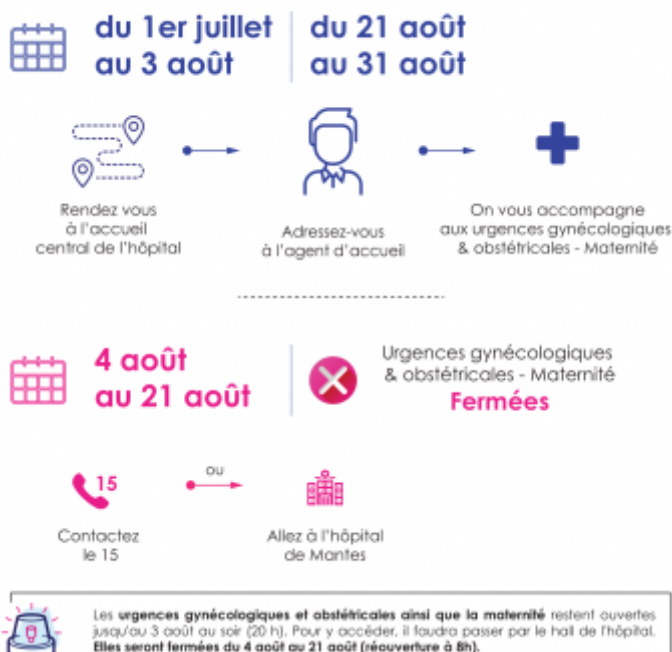 du 1er juillet
au 3 août
du 21 août
au 31 août
Rendez vous
à l'accueil
central de l'hôpital
Adressez-vous
à l'agent d'accueil
On vous accompagne
aux urgences gynécologiques
& obstétricales - Maternité
4 août
au 21 août
Urgences gynécologiques
& obstétricales - Maternité
Fermées
15
ou
Contactez
le 15
Allez à l'hôpital
de Mantes
Les urgences gynécologiques et obstétricales ainsi que la maternité restent ouvertes
jusqu'au 3 août au soir (20 h). Pour y accéder, il faudra passer par le hall de l'hôpital.
Elles seront fermées du 4 août au 21 août (réouverture à 8h).